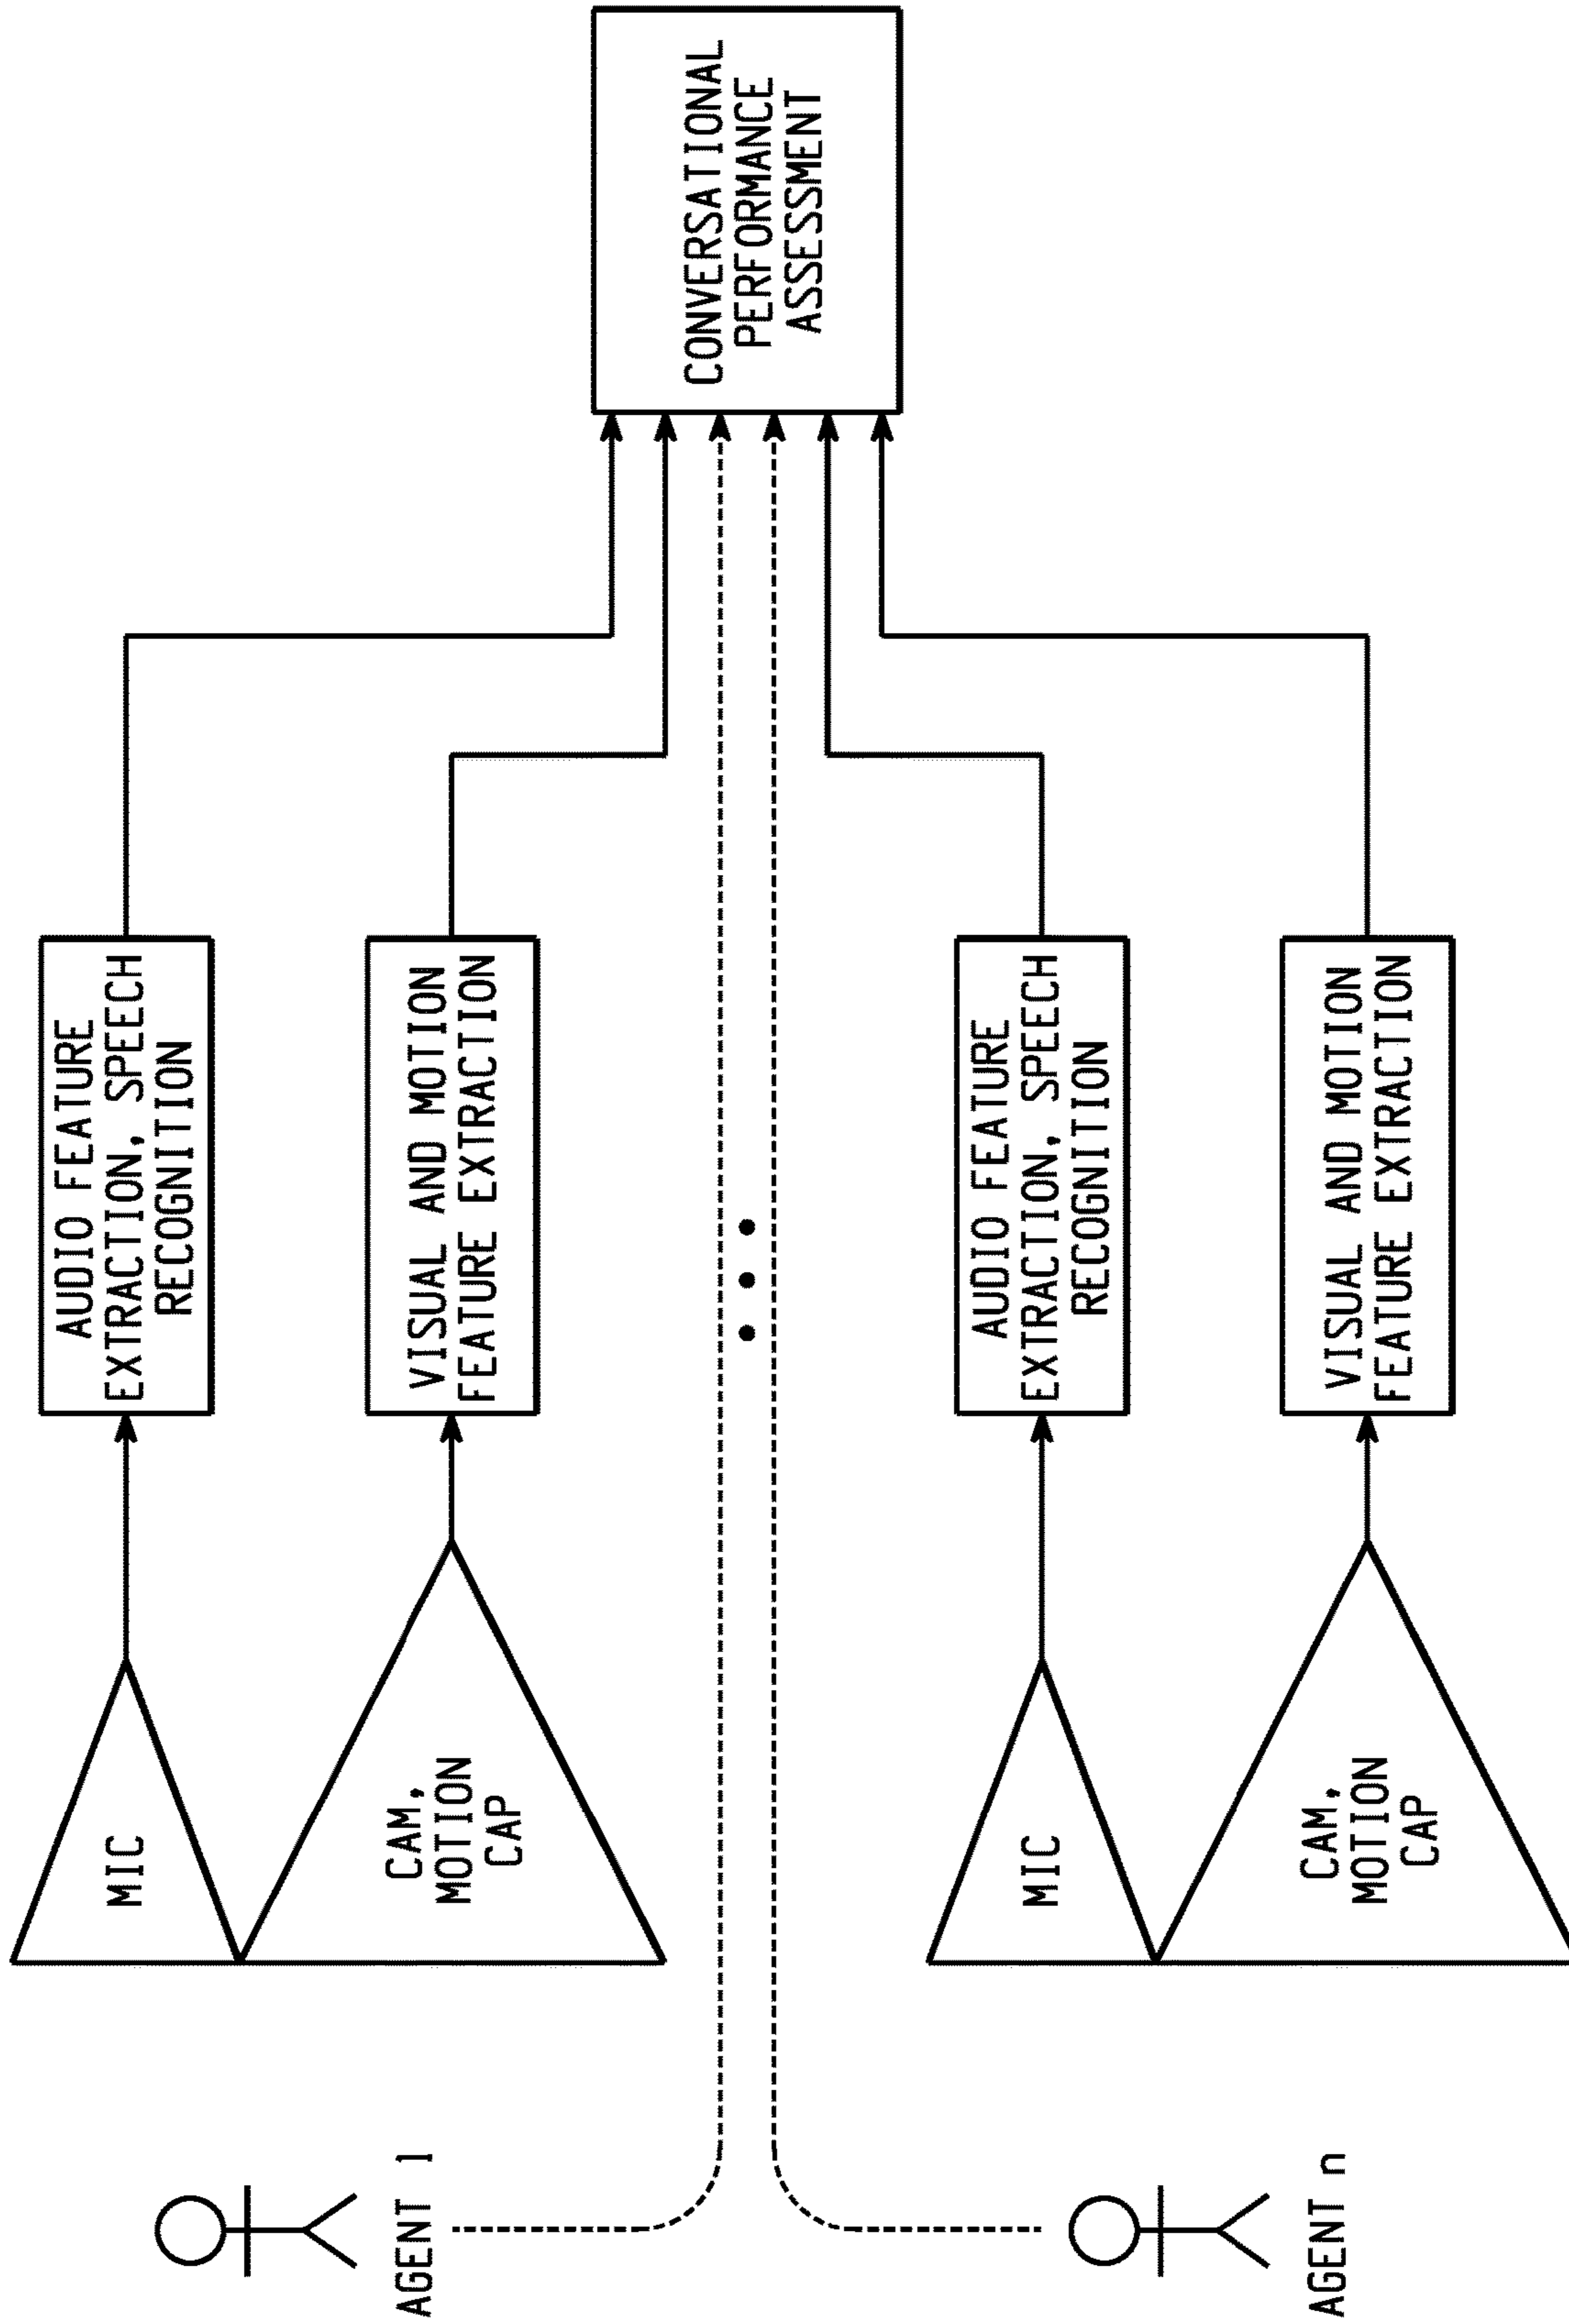 AGENT 1
MIC
CAM,
MOTION
CAP
AUDIO FEATURE
EXTRACTION, SPEECH
RECOGNITION
VISUAL AND MOTION
FEATURE EXTRACTION
AGENT n
MIC
CAM,
MOTION
CAP
AUDIO FEATURE
EXTRACTION, SPEECH
RECOGNITION
VISUAL AND MOTION
FEATURE EXTRACTION
CONVERSATIONAL
PERFORMANCE
ASSESSMENT